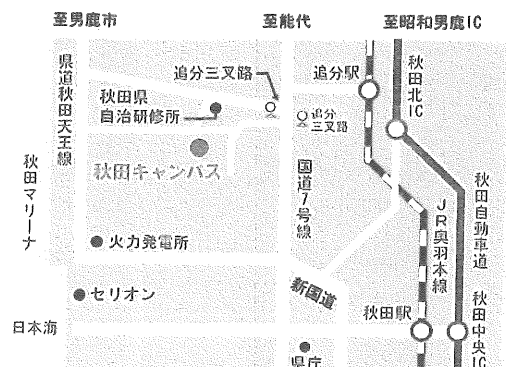 至男鹿市
至能代
至昭和男鹿IC
県道秋田天王線
追分三叉路
追分駅
秋田北IC
秋田県
自治研修所
追分
三叉路
秋田キャンパス
秋田マリーナ
国道7号線
秋田自動車道
JR奥羽本線
火力発電所
新国道
セリオン
秋田駅
秋田中央IC
日本海
県庁